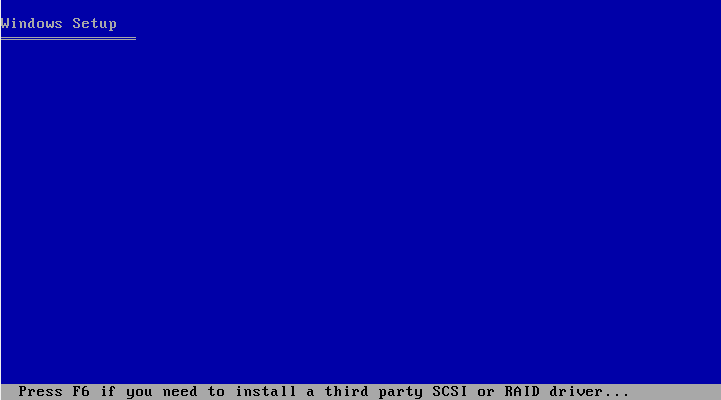 Windows Setup
Press F6 if you need to install a third party SCSI or RAID driver...